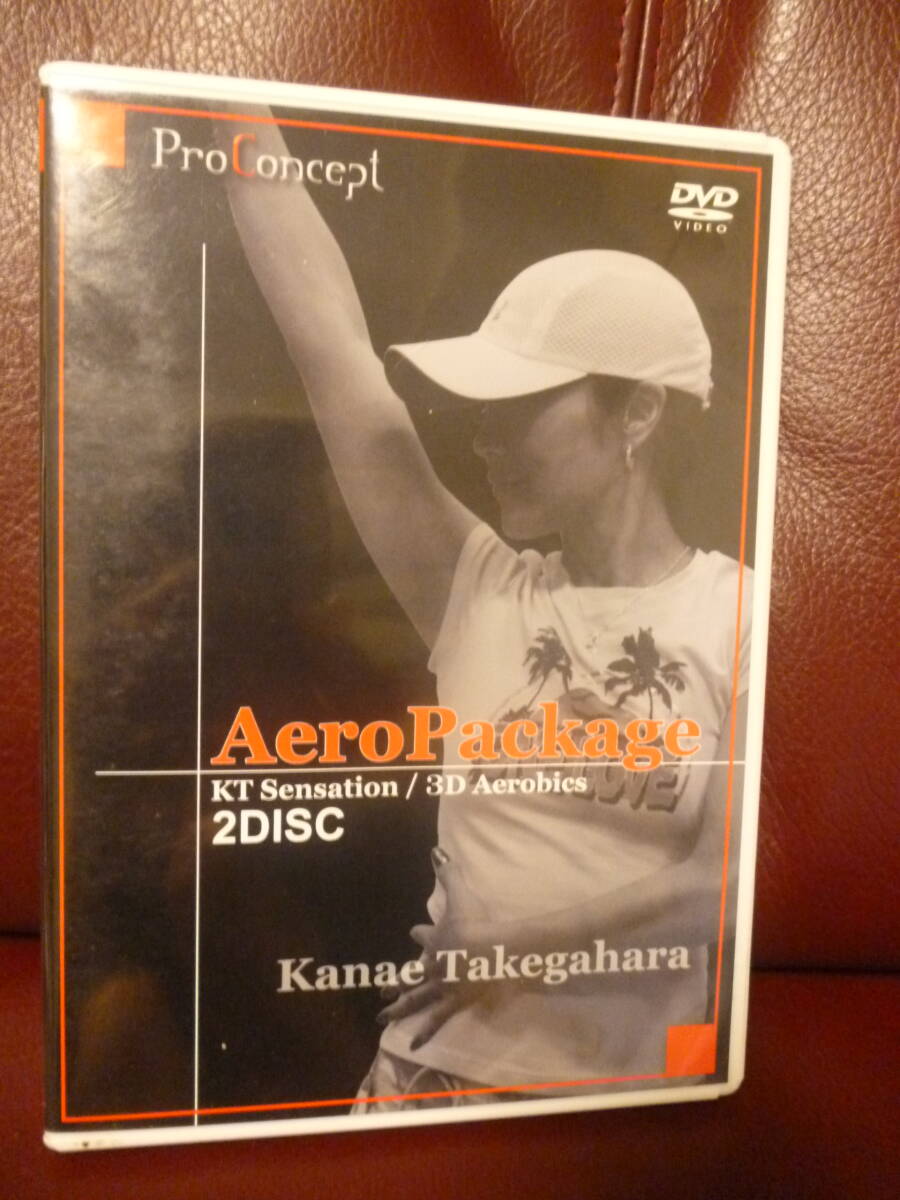 ProConcept
DVD
VIDEO
AeroPackage
KT Sensation / 3D Aerobics
2DISC
Kanae Takegahara